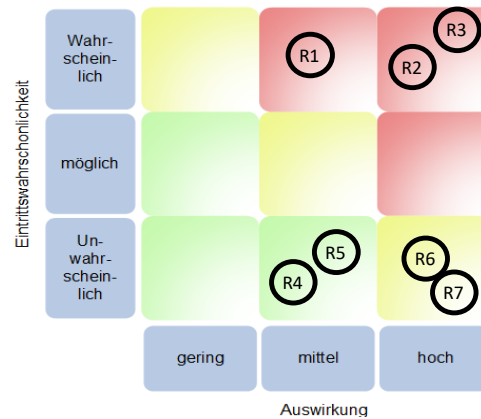 Eintrittswahrschonlichkeit
Wahr-
schein-
lich
R1
R2
R3
möglich
Un-
wahr-
schein-
lich
R4
R5
R6
R7
gering
mittel
hoch
Auswirkung